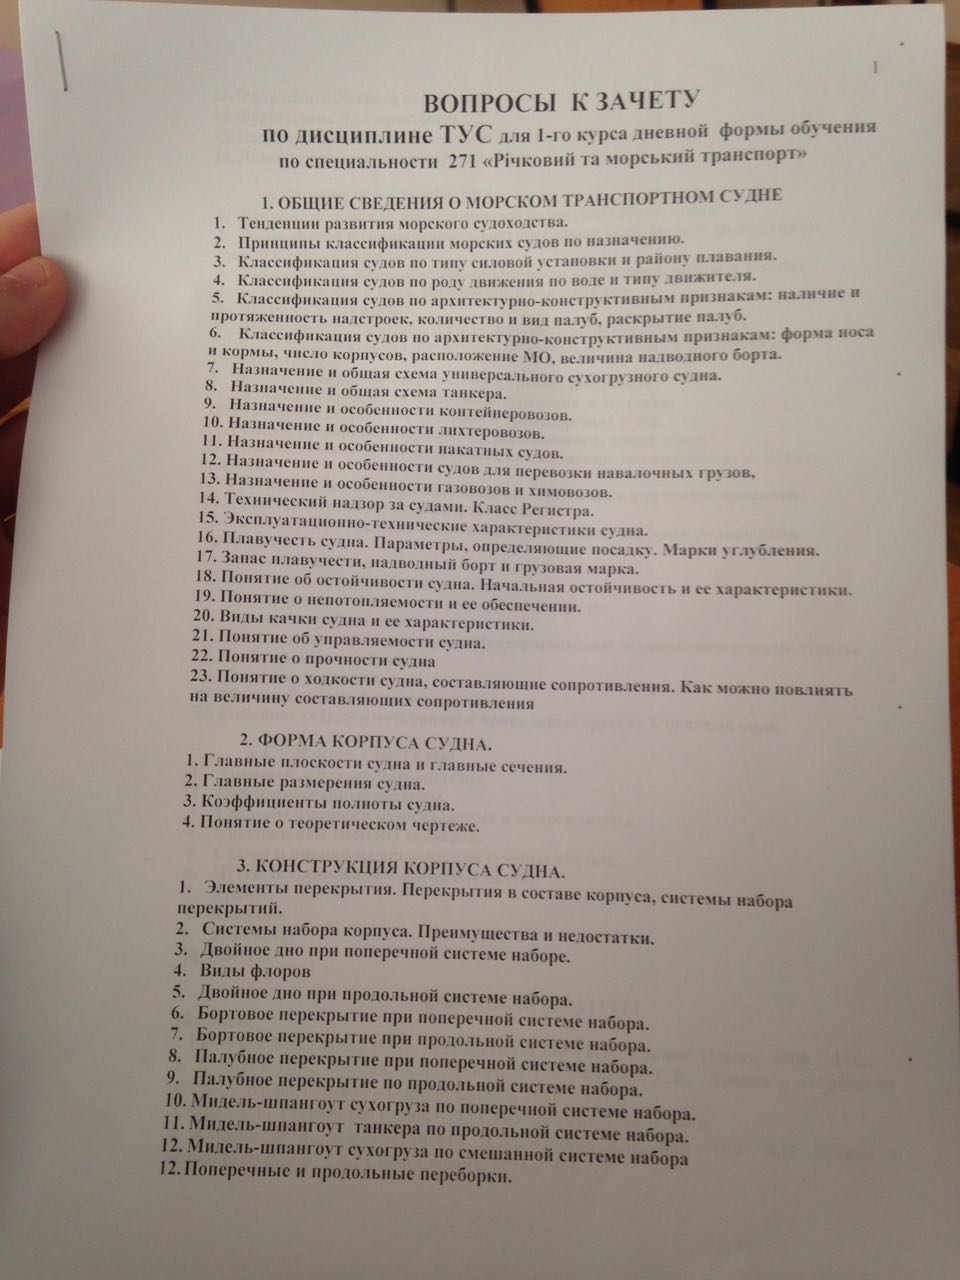 ВОПРОСЫ К ЗАЧЕТУ
по дисциплине ТУС для 1-го курса дневной формы обучения
по специальности 271 «Річковий та морський транспорт»
1. ОБЩИЕ СВЕДЕНИЯ О МОРСКОМ ТРАНСПОРТНОМ СУДНЕ
1. Тенденции развития морского судоходства.
2. Принципы классификации морских судов по назначению.
3. Классификация судов по типу силовой установки и району плавания.
4. Классификация судов по роду движения по воде и типу движителя.
5. Классификация судов по архитектурно-конструктивным признакам: наличие и
протяженность надстроек, количество и вид палуб, раскрытие палуб.
6. Классификация судов по архитектурно-конструктивным признакам: форма носа
и кормы, число корпусов, расположение МО, величина надводного борта.
7. Назначение и общая схема универсального сухогрузного судна.
8. Назначение и общая схема танкера.
9. Назначение и особенности контейнеровозов.
10. Назначение и особенности лихтеровозов.
11. Назначение и особенности накатных судов.
12. Назначение и особенности судов для перевозки навалочных грузов,
13. Назначение и особенности газовозов и химовозов.
14. Технический надзор за судами. Класс Регистра.
15. Эксплуатационно-технические характеристики судна.
16. Плавучесть судна. Параметры, определяющие посадку. Марки углубления.
17. Запас плавучести, надводный борт и грузовая марка.
18. Понятие об остойчивости судна. Начальная остойчивость и ее характеристики.
19. Понятие о непотопляемости и ее обеспечении.
20. Виды качки судна и ее характеристики.
21. Понятие об управляемости судна.
22. Понятие о прочности судна
23. Понятие о ходкости судна, составляющие сопротивления. Как можно повлиять
на величину составляющих сопротивления
2. ФОРМА КОРПУСА СУДНА.
1. Главные плоскости судна и главные сечения.
2. Главные размерения судна.
3. Коэффициенты полноты судна.
4. Понятие о теоретическом чертеже.
3. КОНСТРУКЦИЯ КОРПУСА СУДНА.
1. Элементы перекрытия. Перекрытия в составе корпуса, системы набора
перекрытий.
2. Системы набора корпуса. Преимущества и недостатки.
3. Двойное дно при поперечной системе наборе.
4. Виды флоров
5. Двойное дно при продольной системе набора.
6. Бортовое перекрытие при поперечной системе набора.
7. Бортовое перекрытие при продольной системе набора.
8. Палубное перекрытие при поперечной системе набора.
9. Палубное перекрытие по продольной системе набора.
10. Мидель-шпангоут сухогруза по поперечной системе набора.
11. Мидель-шпангоут танкера по продольной системе набора.
12. Мидель-шпангоут сухогруза по смешанной системе набора
12. Поперечные и продольные переборки.